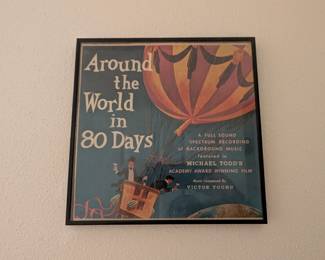 Around
the
World
in
80 Days
A FULL SOUND
SPECTRUM RECORDING
of BACKGROUND MUSIC
featured in
MICHAEL TODD'S
ACADEMY AWARD WINNING FILM
Music Composed By
VICTOR YOUNG